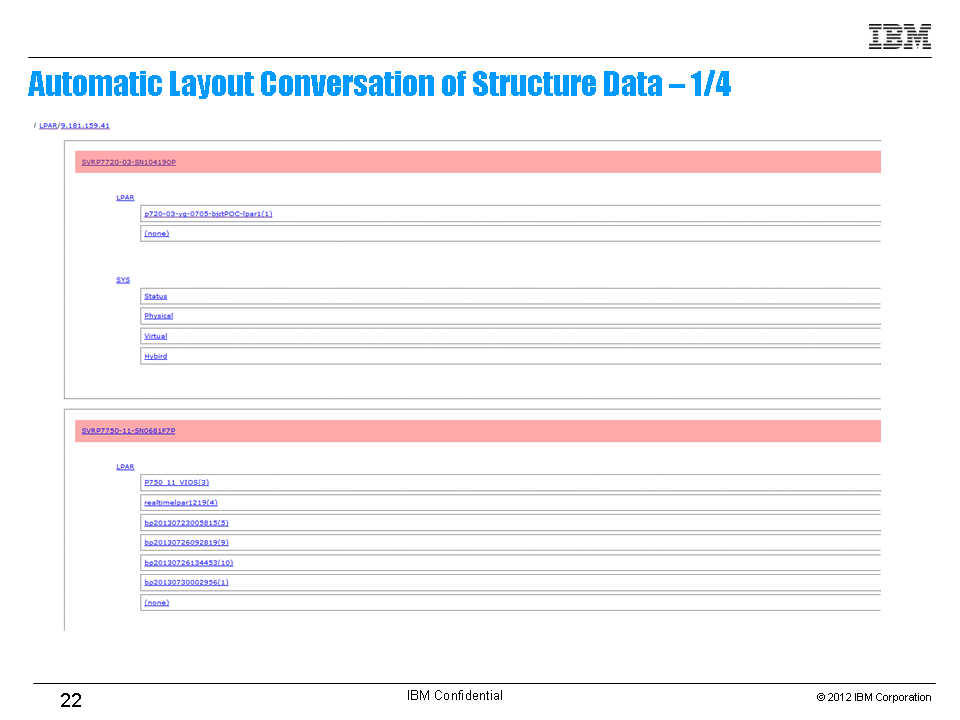 IBM
Automatic Layout Conversation of Structure Data – 1/4
/ LPAR/9.181.159.41
SVRP7720-03-SN104190P
LPAR
p720-03-vg-0705-bjctPOC-lpar1(1)
(none)
SYS
Status
Physical
Virtual
Hybird
SVRP7750-11-SN0681F7P
LPAR
P750_11_VIOS(3)
realtimelpar1219(4)
bp20130723005815(5)
bp20130726092819(9)
bp20130726134453(10)
bp20130730002956(1)
(none)
22
IBM Confidential
© 2012 IBM Corporation